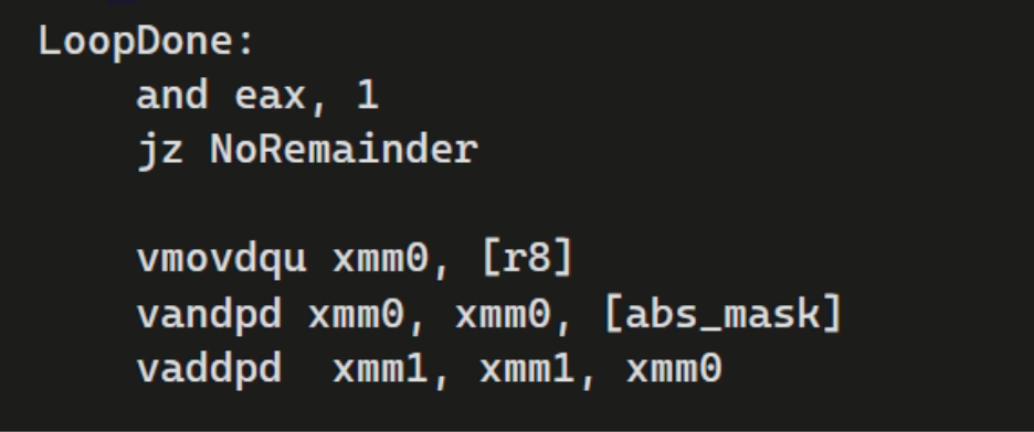 LoopDone:
and eax, 1
jz NoRemainder
vmovdqu xmm0, [r8]
vandpd xmm0, xmm0, [abs_mask]
vaddpd xmm1, xmm1, xmm0